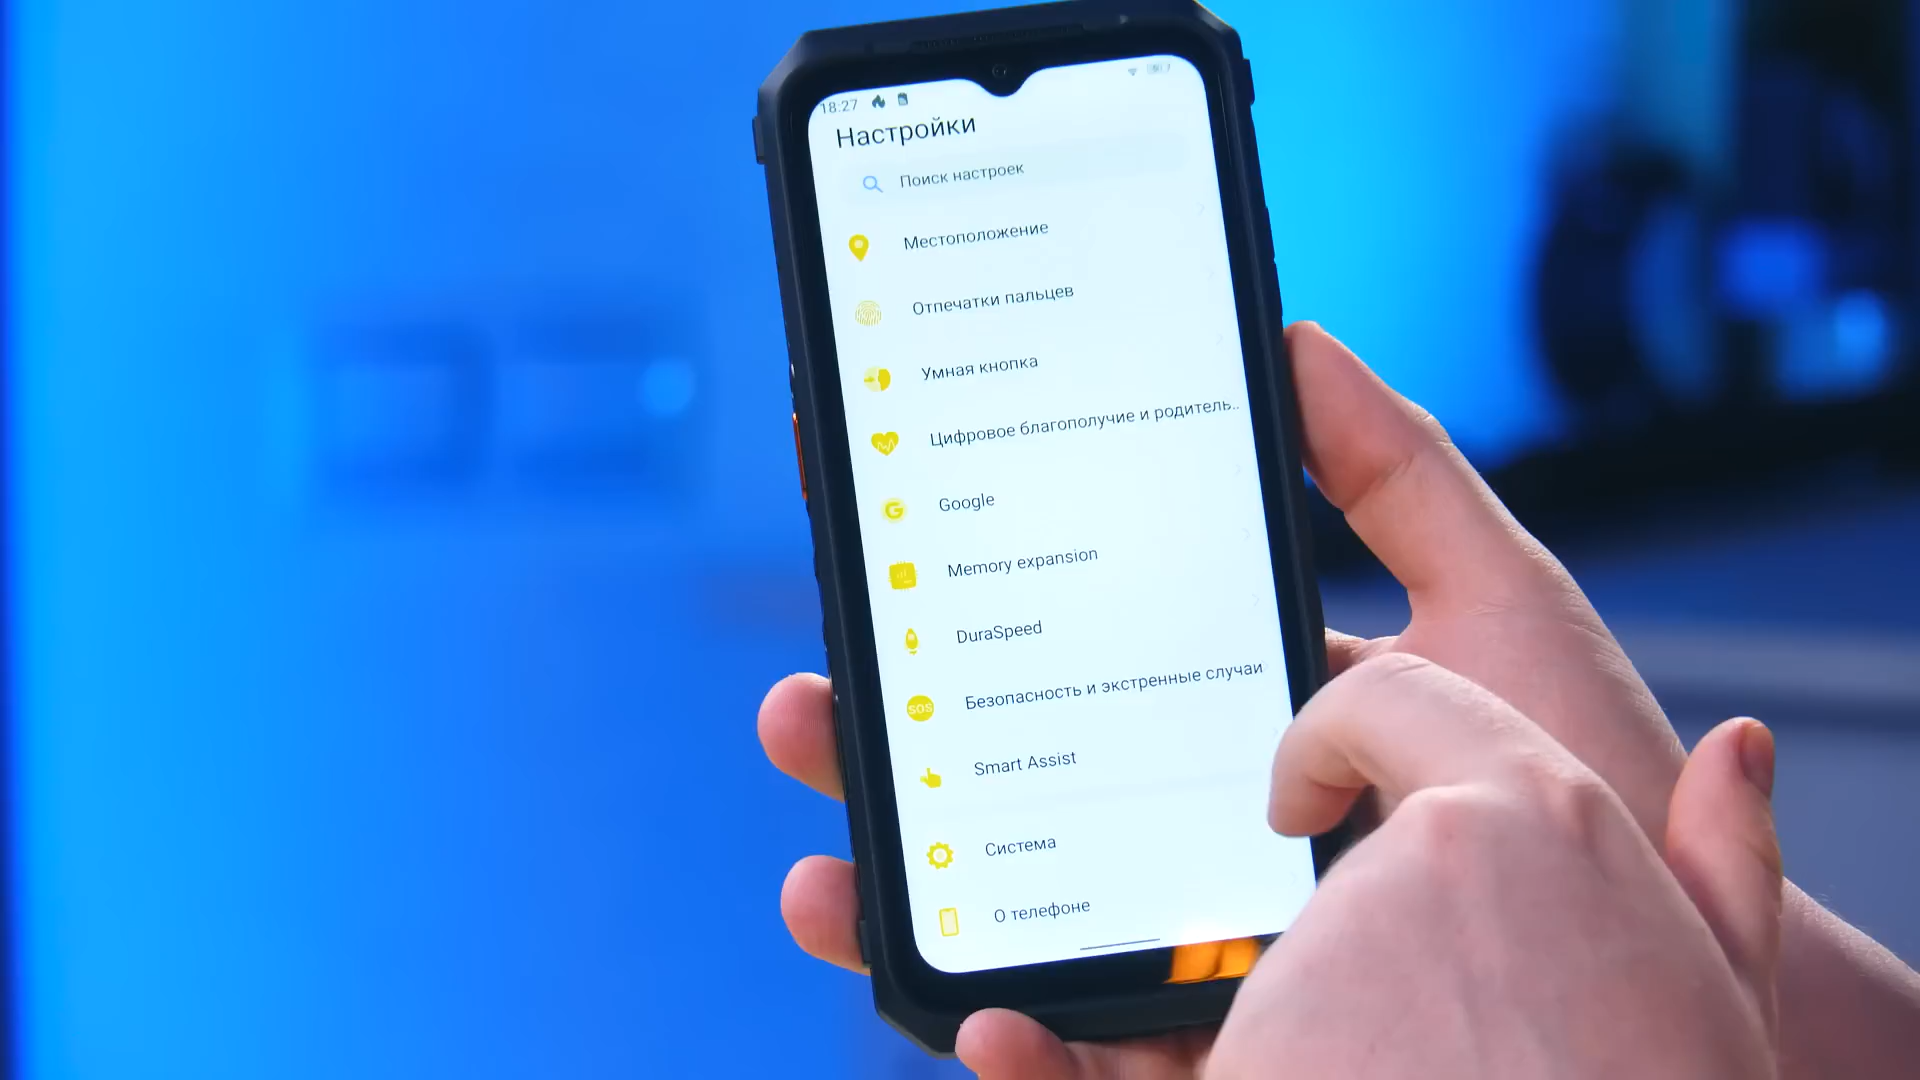 18:27
Настройки
Поиск настроек
Местоположение
Отпечатки пальцев
Умная кнопка
Цифровое благополучие и родитель..
G
Google
Memory expansion
DuraSpeed
SOS
Безопасность и экстренные случаи
Smart Assist
Система
О телефоне